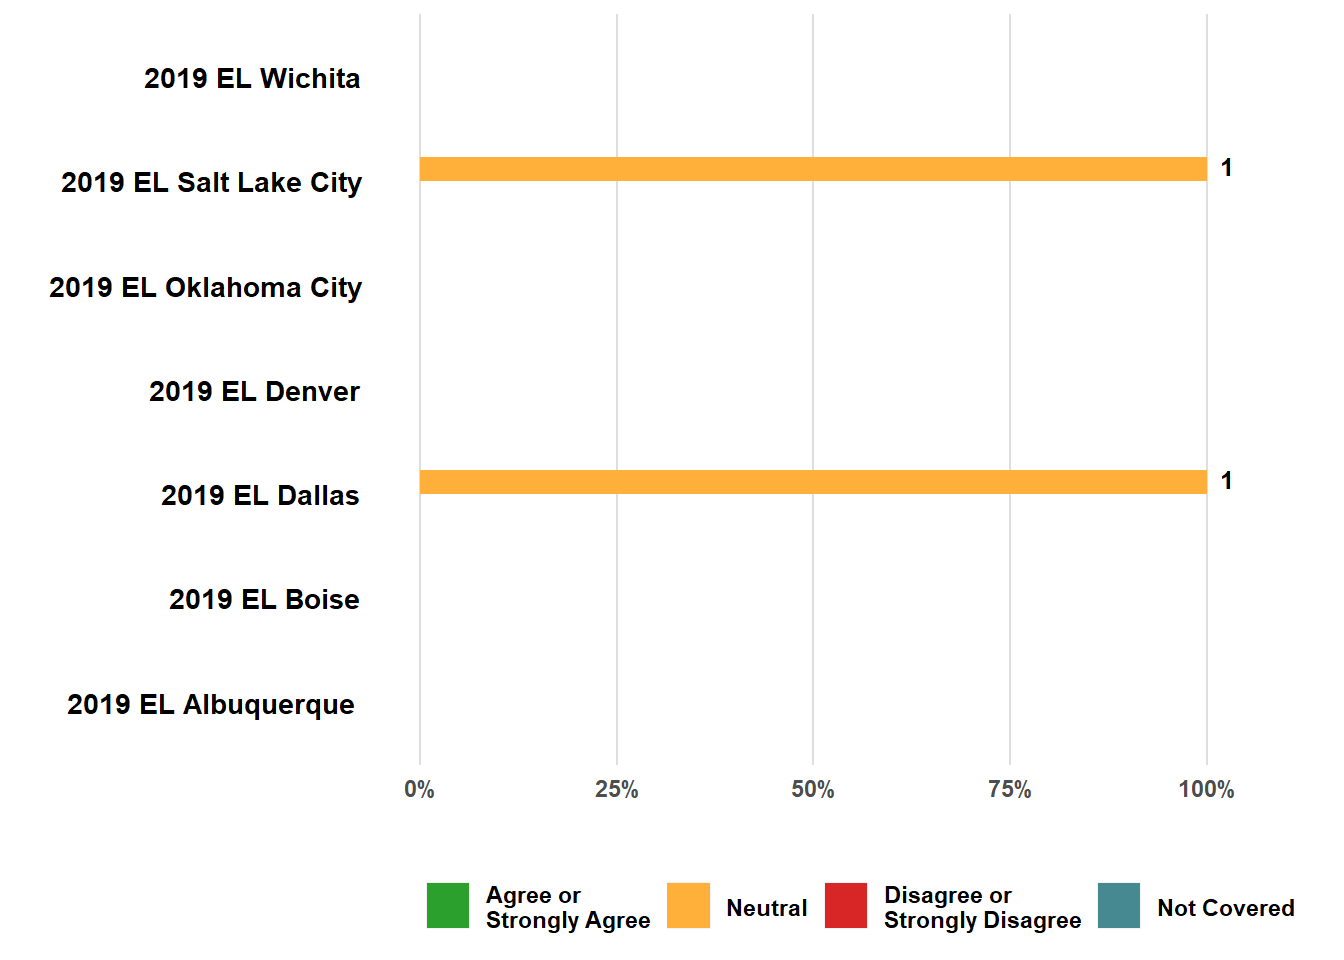 2019 EL Wichita
2019 EL Salt Lake City
1
2019 EL Oklahoma City
2019 EL Denver
2019 EL Dallas
1
2019 EL Boise
2019 EL Albuquerque
0%
25%
50%
75%
100%
Agree or
Strongly Agree
Neutral
Disagree or
Strongly Disagree
Not Covered